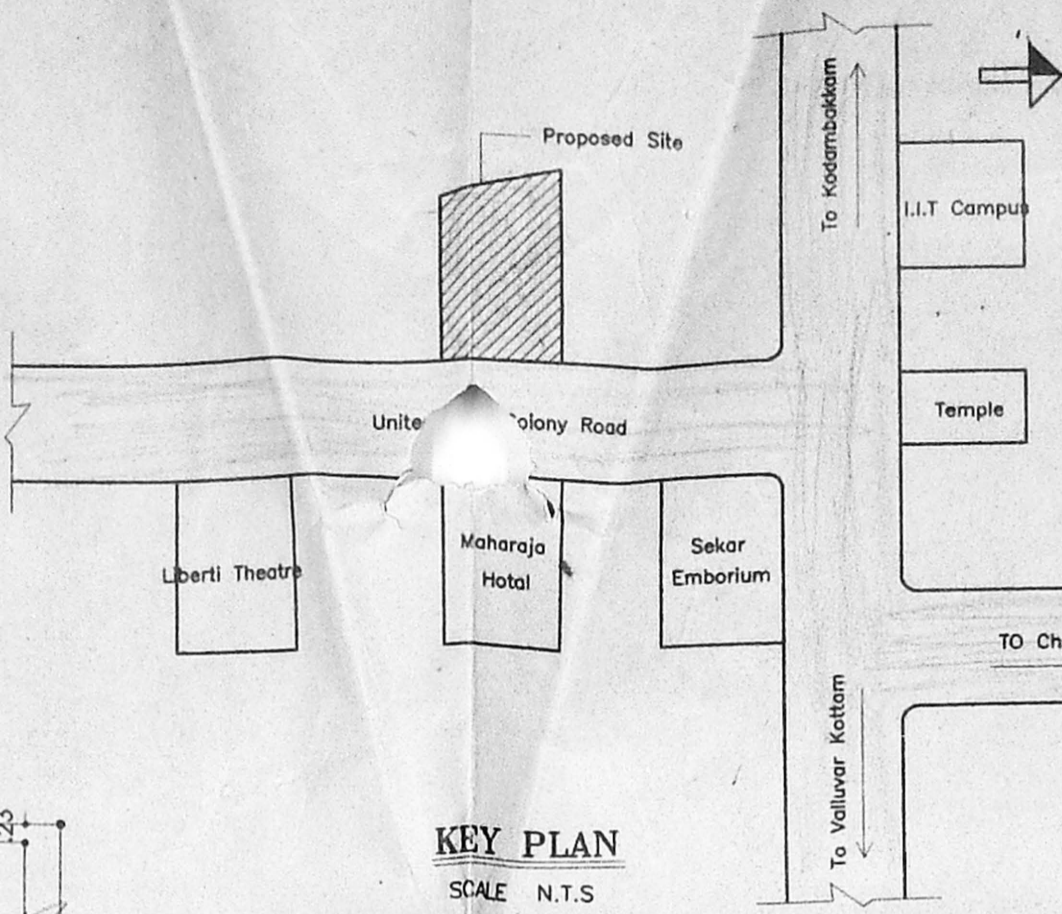 Proposed Site
To Kodambakkam
I.I.T Campus
Colony Road
Temple
Liberti Theatre
Maharaja
Hotal
Sekar
Emborium
TO Ch
To Valluvar Kottam
23
KEY PLAN
SCALE N.T.S